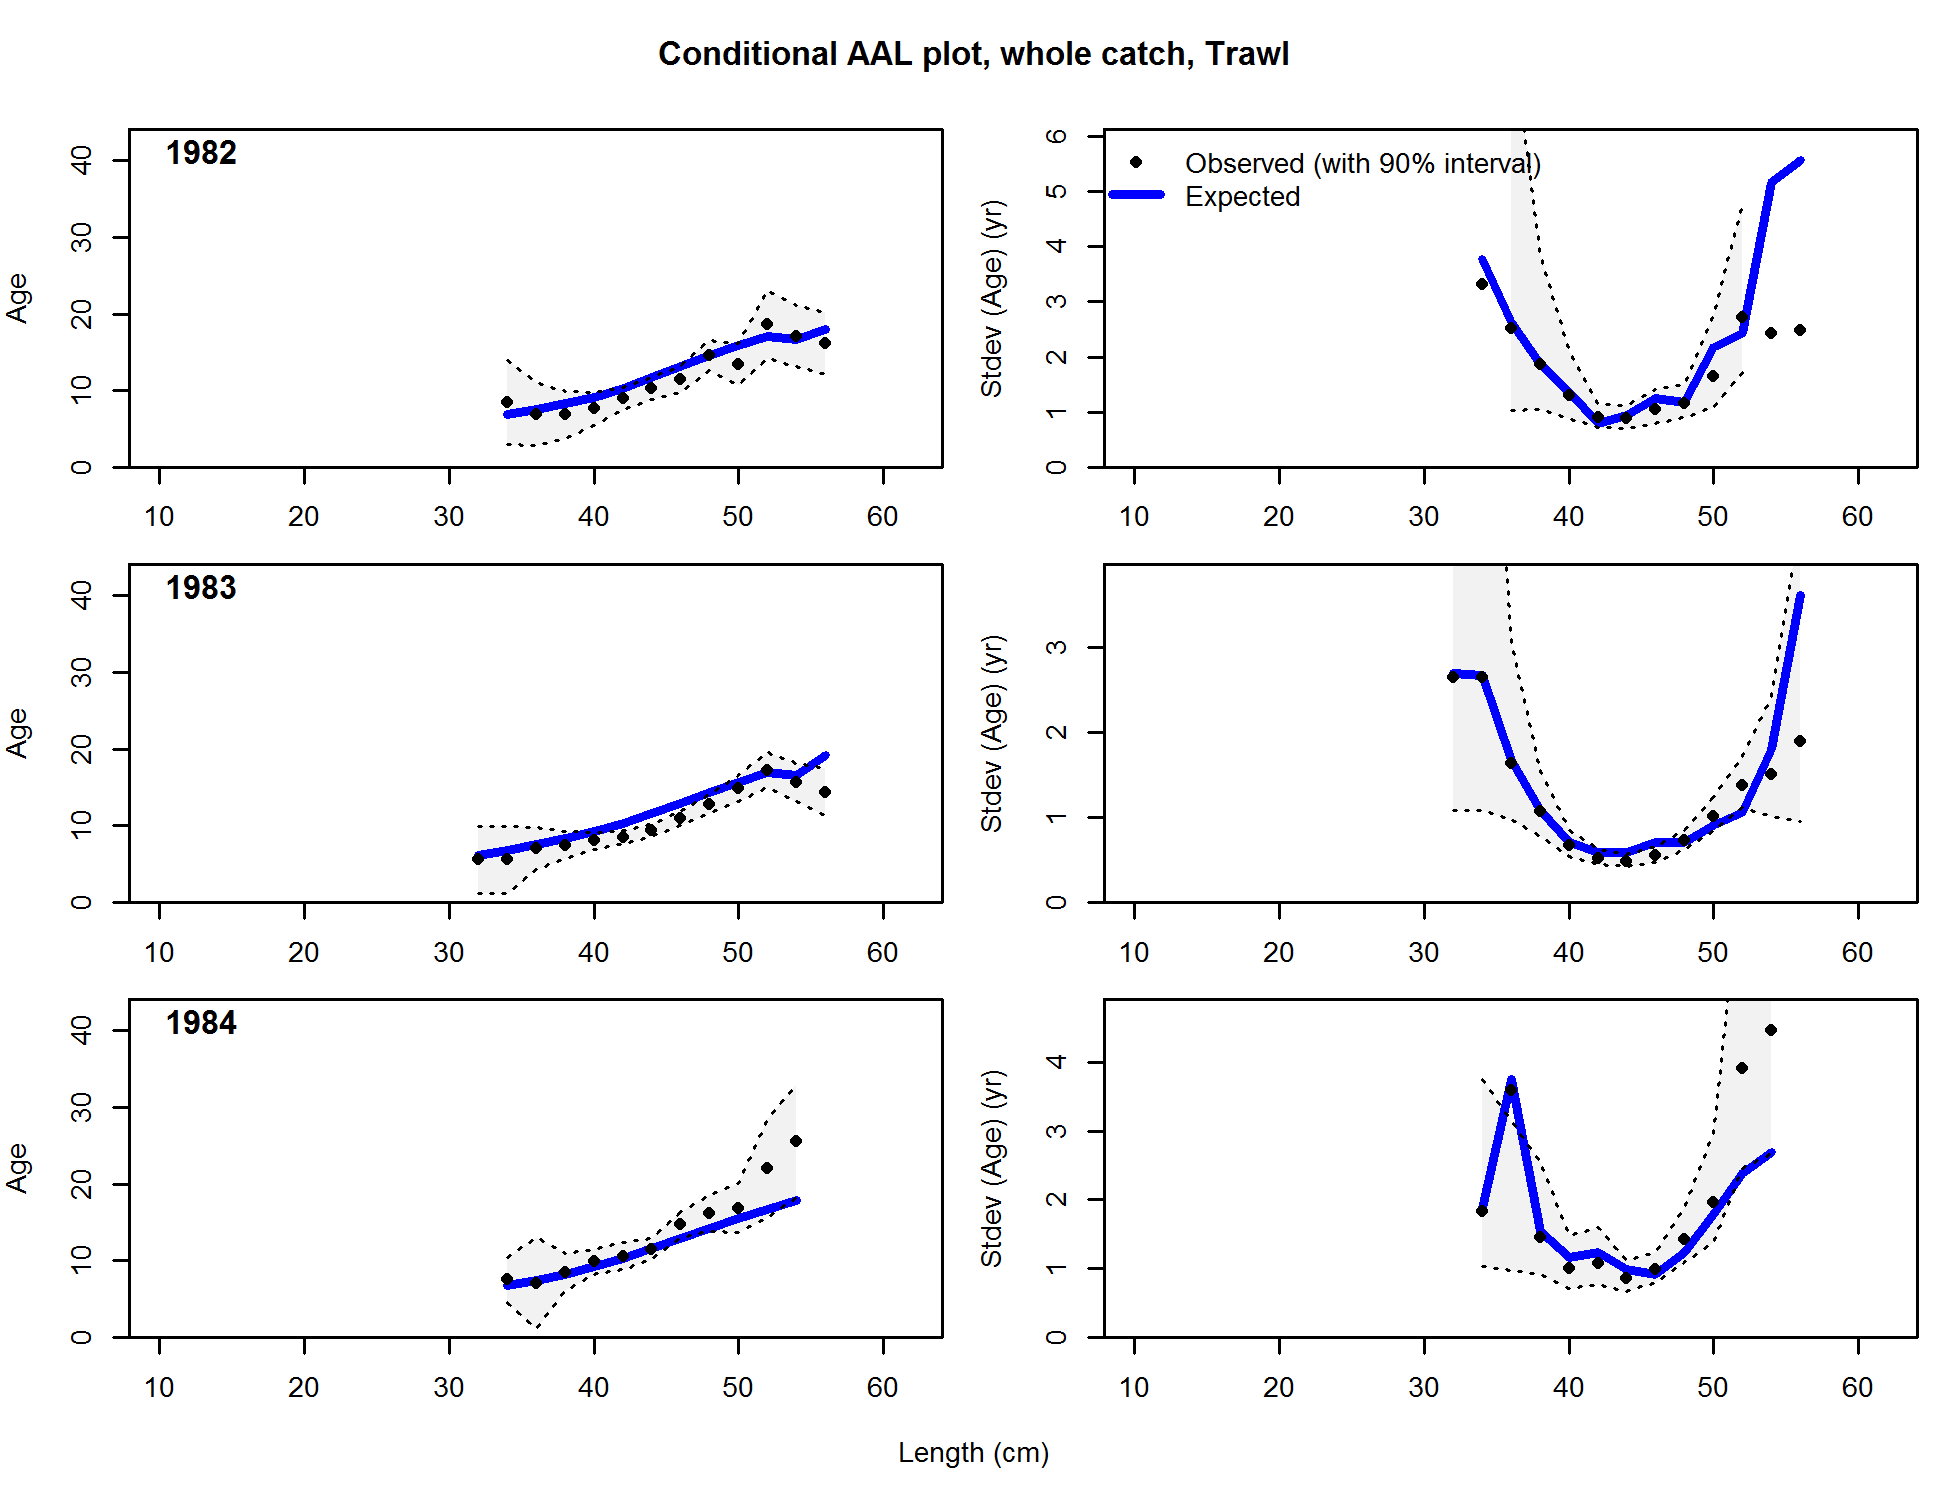 Conditional AAL plot, whole catch, Trawl
1982
Age
0 10 20 30 40
10 20 30 40 50 60
Observed (with 90% interval)
Expected
Stdev (Age) (yr)
0 1 2 3 4 5 6
10 20 30 40 50 60
1983
Age
0 10 20 30 40
10 20 30 40 50 60
Stdev (Age) (yr)
0 1 2 3
10 20 30 40 50 60
1984
Age
0 10 20 30 40
10 20 30 40 50 60
Stdev (Age) (yr)
0 1 2 3 4
10 20 30 40 50 60
Length (cm)